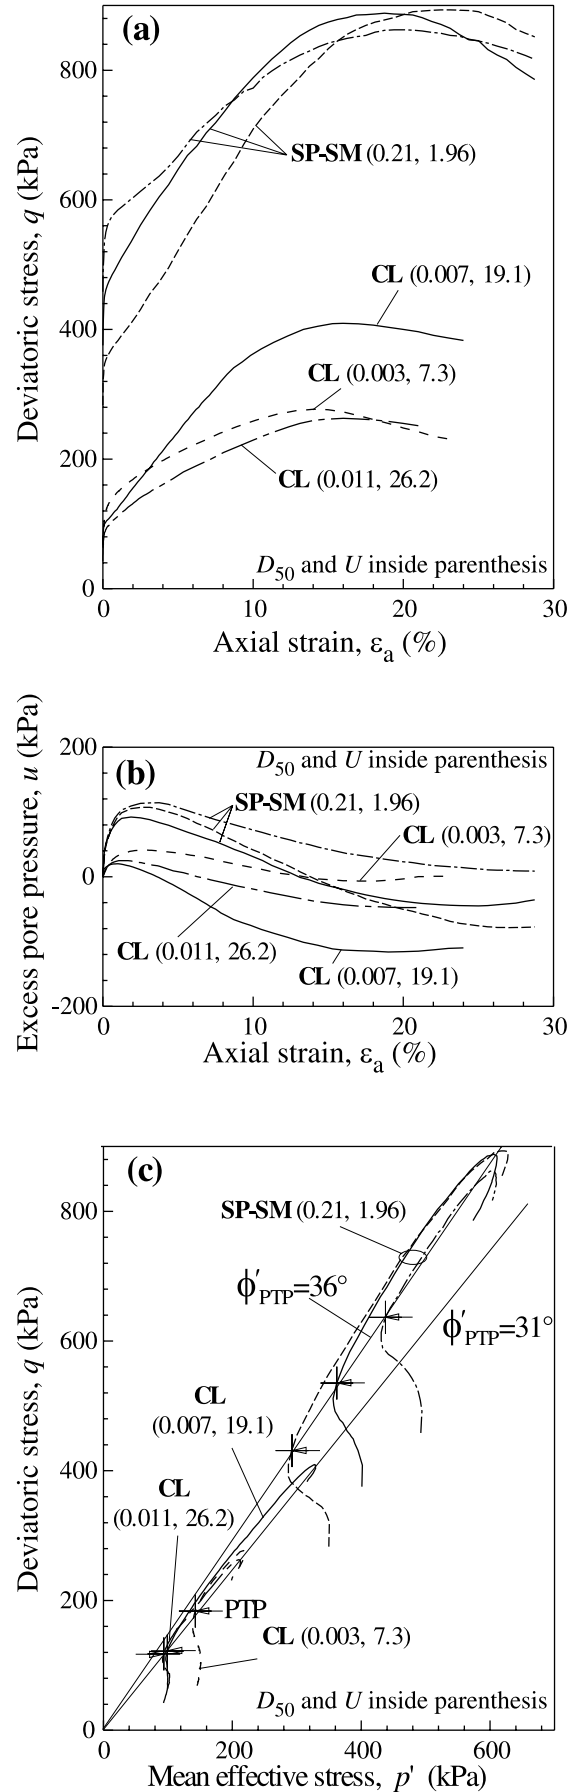 (a)
800
600
400
200
0
Deviatoric stress, q (kPa)
SP-SM (0.21, 1.96)
CL (0.007, 19.1)
CL (0.003, 7.3)
CL (0.011, 26.2)
D50 and U inside parenthesis
0 10 20 30
Axial strain, εa (%)
(b)
200
0
-200
Excess pore pressure, u (kPa)
D50 and U inside parenthesis
SP-SM (0.21, 1.96)
CL (0.003, 7.3)
CL (0.011, 26.2)
CL (0.007, 19.1)
0 10 20 30
Axial strain, εa (%)
(c)
800
600
400
200
0
Deviatoric stress, q (kPa)
SP-SM (0.21, 1.96)
ϕ′PTP=36°
ϕ′PTP=31°
CL
(0.007, 19.1)
CL
(0.011, 26.2)
PTP
CL (0.003, 7.3)
D50 and U inside parenthesis
0 200 400 600
Mean effective stress, p' (kPa)